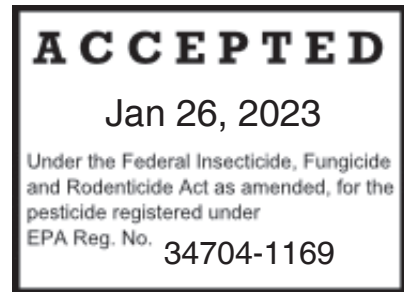 ACCEPTED
Jan 26, 2023
Under the Federal Insecticide, Fungicide
and Rodenticide Act as amended, for the
pesticide registered under
EPA Reg. No. 34704-1169